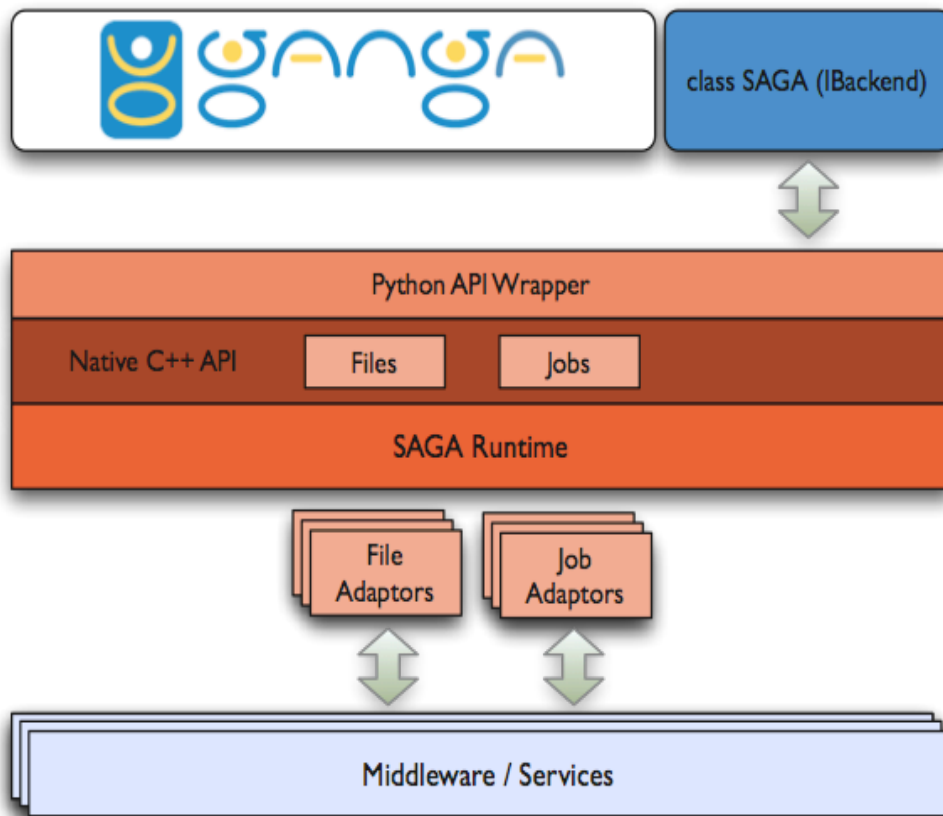 ganga
class SAGA (IBackend)
Python API Wrapper
Native C++ API
Files
Jobs
SAGA Runtime
File
Adaptors
Job
Adaptors
Middleware / Services